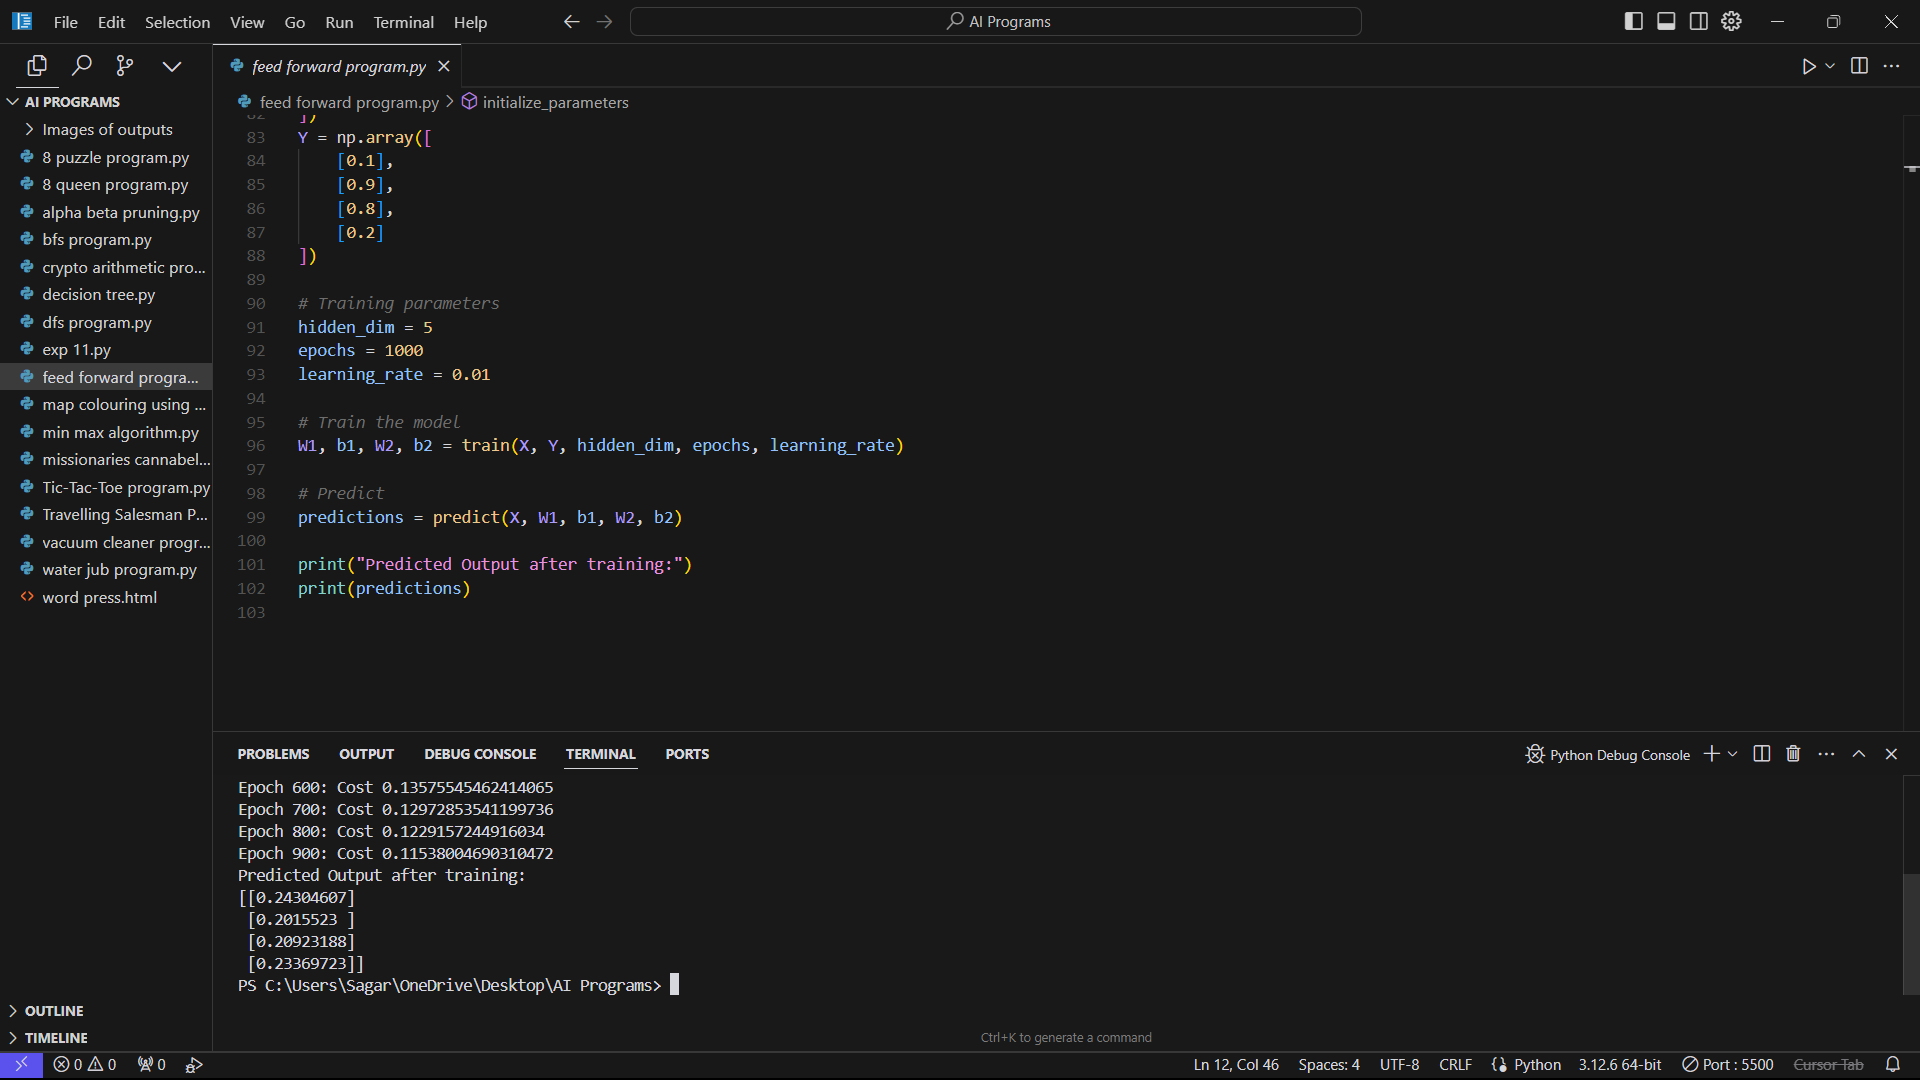 File Edit Selection View Go Run Terminal Help
AI Programs
feed forward program.py
feed forward program.py > initialize_parameters
AI PROGRAMS
Images of outputs
8 puzzle program.py
8 queen program.py
alpha beta pruning.py
bfs program.py
crypto arithmetic pro...
decision tree.py
dfs program.py
exp 11.py
feed forward progra...
map colouring using ...
min max algorithm.py
missionaries cannabel...
Tic-Tac-Toe program.py
Travelling Salesman P...
vacuum cleaner progr...
water jub program.py
word press.html
OUTLINE
TIMELINE
82 ])
83 Y = np.array([
84     [0.1],
85     [0.9],
86     [0.8],
87     [0.2]
88 ])
89
90 # Training parameters
91 hidden_dim = 5
92 epochs = 1000
93 learning_rate = 0.01
94
95 # Train the model
96 W1, b1, W2, b2 = train(X, Y, hidden_dim, epochs, learning_rate)
97
98 # Predict
99 predictions = predict(X, W1, b1, W2, b2)
100
101 print("Predicted Output after training:")
102 print(predictions)
103
PROBLEMS OUTPUT DEBUG CONSOLE TERMINAL PORTS
Python Debug Console
Epoch 600: Cost 0.13575545462414065
Epoch 700: Cost 0.12972853541199736
Epoch 800: Cost 0.1229157244916034
Epoch 900: Cost 0.11538004690310472
Predicted Output after training:
[[0.24304607]
 [0.2015523 ]
 [0.20923188]
 [0.23369723]]
PS C:\Users\Sagar\OneDrive\Desktop\AI Programs>
Ctrl+K to generate a command
0 0 0
Ln 12, Col 46 Spaces: 4 UTF-8 CRLF Python 3.12.6 64-bit Port : 5500 Cursor Tab